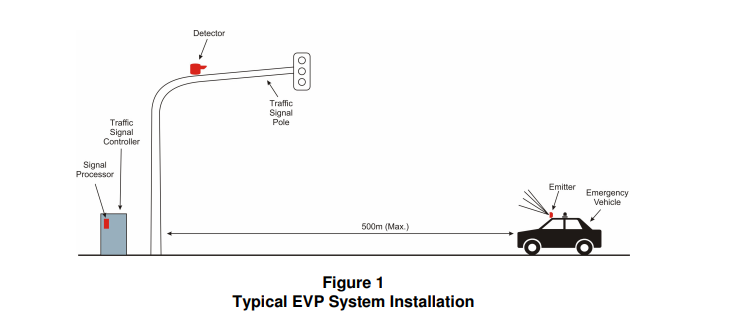 Detector
Traffic
Signal
Pole
Traffic
Signal
Controller
Signal
Processor
Emitter
Emergency
Vehicle
500m (Max.)
Figure 1
Typical EVP System Installation